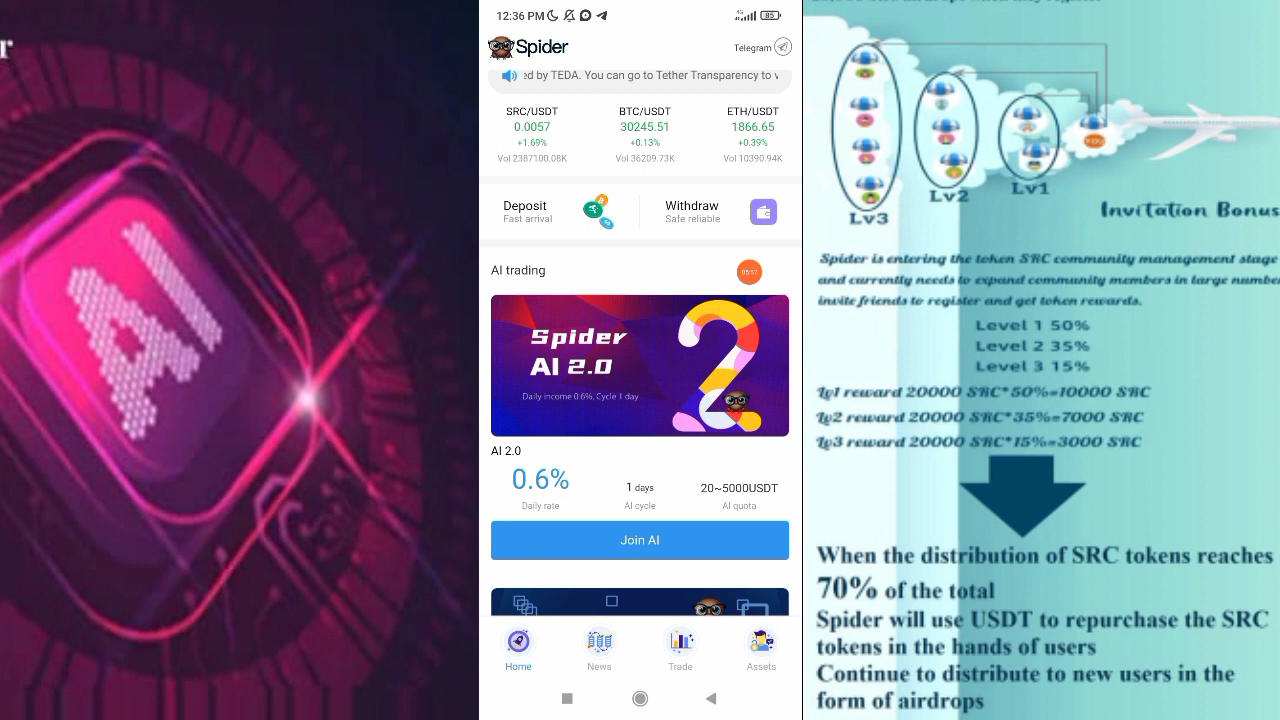 r
AI
12:36 PM
4G
85
Spider
Telegram
ed by TEDA. You can go to Tether Transparency to v
SRC/USDT
BTC/USDT
ETH/USDT
0.0057
30245.51
1866.65
+1.69%
+0.13%
+0.39%
Vol 2387100.08K
Vol 36209.73K
Vol 10390.94K
Deposit
Fast arrival
Withdraw
Safe reliable
AI trading
05:57
Spider
AI 2.0
Daily income 0.6%, Cycle 1 day
AI 2.0
0.6%
1 days
20~5000USDT
Daily rate
AI cycle
AI quota
Join AI
Home
News
Trade
Assets
YOU
Lv1
Lv2
Lv3
Invitation Bonus
Spider is entering the token SRC community management stage
and currently needs to expand community members in large number
invite friends to register and get token rewards.
Level 1 50%
Level 2 35%
Level 3 15%
Lv1 reward 20000 SRC*50%=10000 SRC
Lv2 reward 20000 SRC*35%=7000 SRC
Lv3 reward 20000 SRC*15%=3000 SRC
When the distribution of SRC tokens reaches
70% of the total
Spider will use USDT to repurchase the SRC
tokens in the hands of users
Continue to distribute to new users in the
form of airdrops